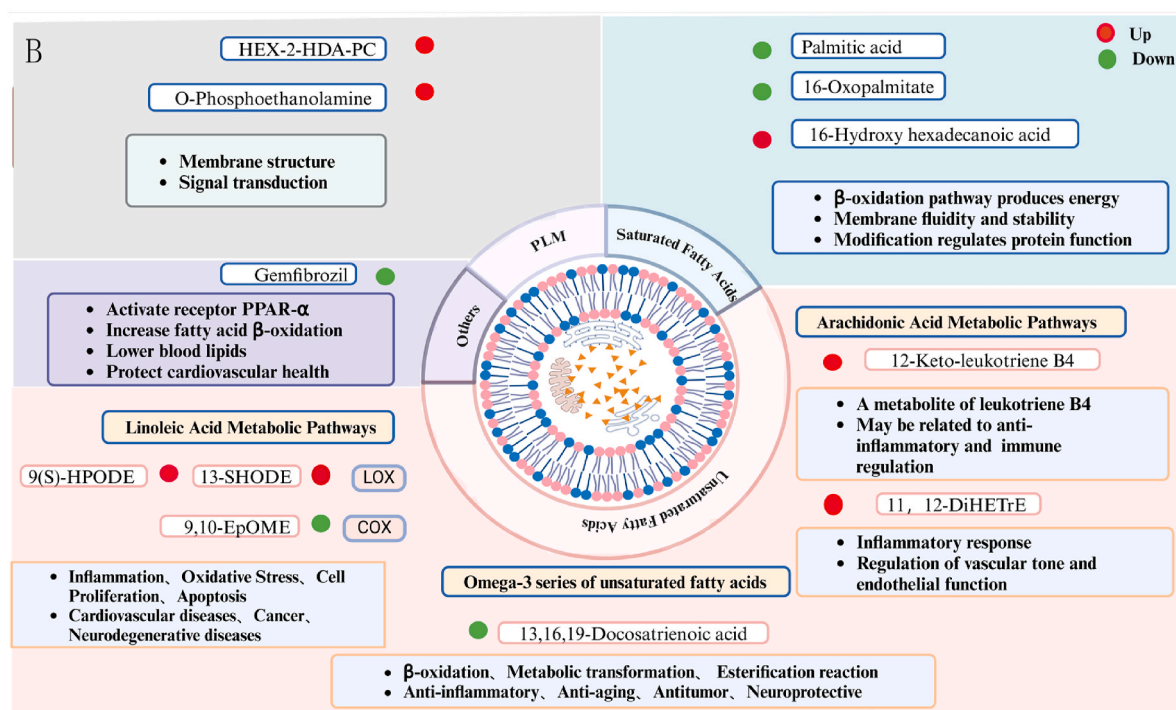 B
HEX-2-HDA-PC
O-Phosphoethanolamine
• Membrane structure
• Signal transduction
Palmitic acid
16-Oxopalmitate
16-Hydroxy hexadecanoic acid
Up
Down
• β-oxidation pathway produces energy
• Membrane fluidity and stability
• Modification regulates protein function
PLM
Saturated Fatty Acids
Others
Unsaturated Fatty Acids
Gemfibrozil
• Activate receptor PPAR-α
• Increase fatty acid β-oxidation
• Lower blood lipids
• Protect cardiovascular health
Arachidonic Acid Metabolic Pathways
12-Keto-leukotriene B4
• A metabolite of leukotriene B4
• May be related to anti-
inflammatory and immune
regulation
11, 12-DiHETrE
• Inflammatory response
• Regulation of vascular tone and
endothelial function
Linoleic Acid Metabolic Pathways
9(S)-HPODE 13-SHODE LOX
9,10-EpOME COX
• Inflammation、Oxidative Stress、Cell
Proliferation、Apoptosis
• Cardiovascular diseases、Cancer、
Neurodegenerative diseases
Omega-3 series of unsaturated fatty acids
13,16,19-Docosatrienoic acid
• β-oxidation、Metabolic transformation、Esterification reaction
• Anti-inflammatory、Anti-aging、Antitumor、Neuroprotective